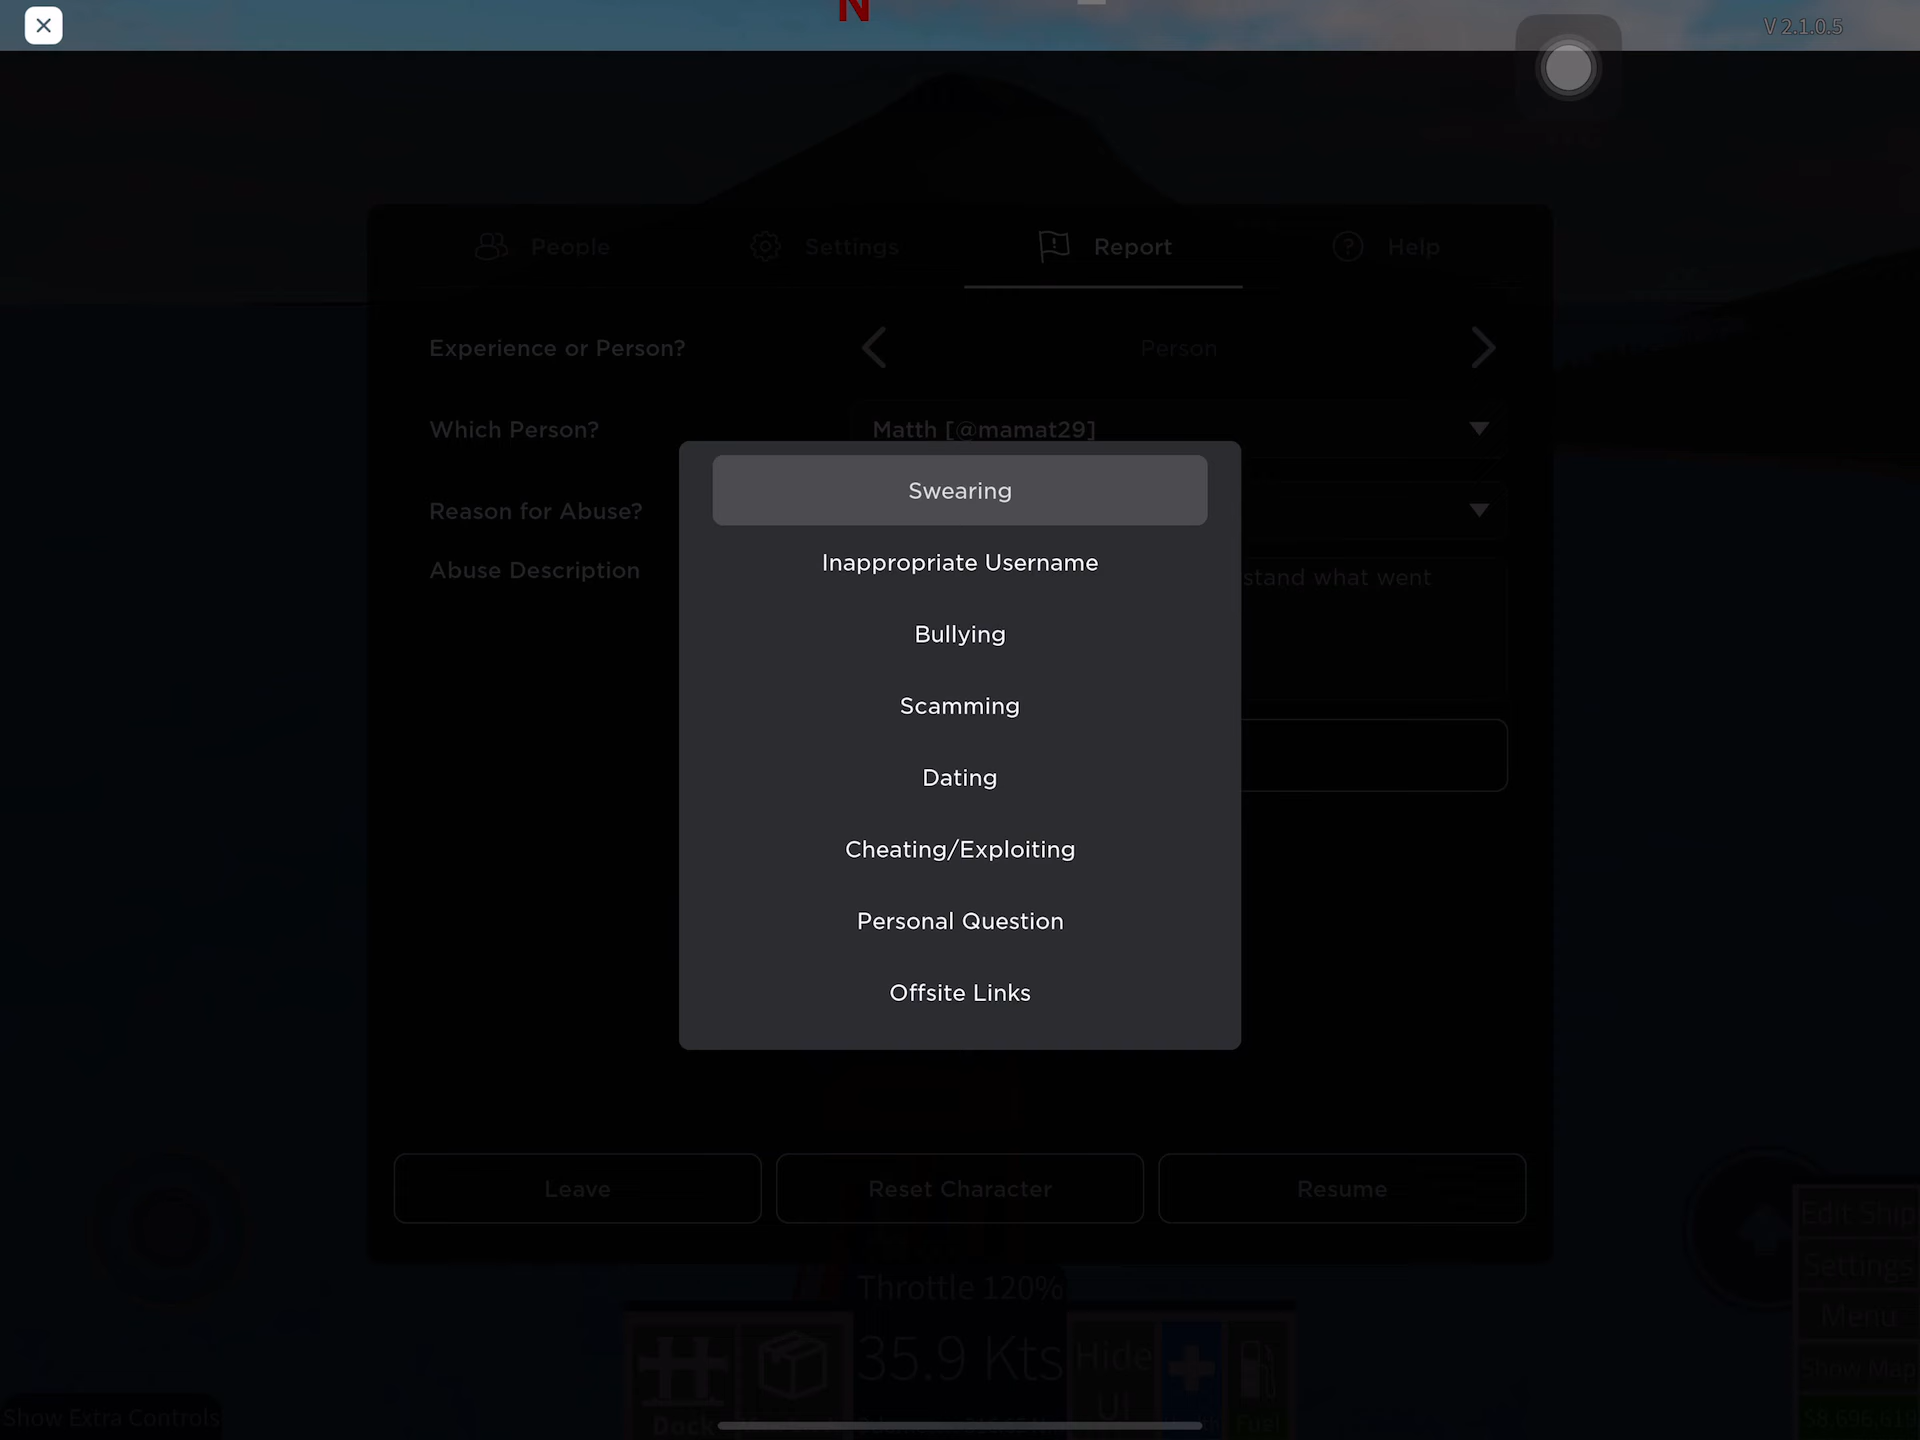 N
V 2.1.0.5
People
Settings
Report
Help
Experience or Person?
Person
Which Person?
Matth [@mamat29]
Reason for Abuse?
Abuse Description
stand what went
Swearing
Inappropriate Username
Bullying
Scamming
Dating
Cheating/Exploiting
Personal Question
Offsite Links
Leave
Reset Character
Resume
Edit Ship
Settings
Menu
Show Map
Throttle 120%
35.9 Kts
Hide
UI
Dock
Fuel
Show Extra Controls